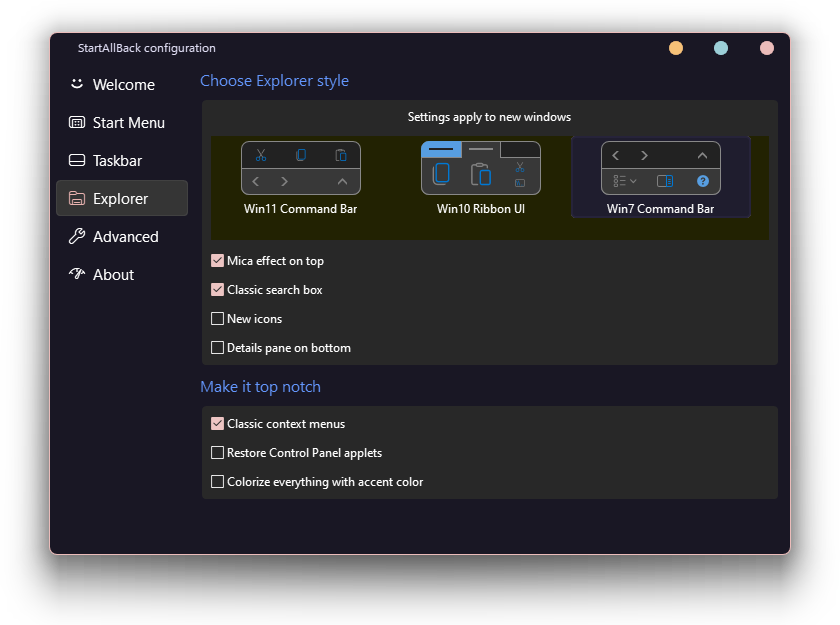 StartAllBack configuration
Welcome
Start Menu
Taskbar
Explorer
Advanced
About
Choose Explorer style
Settings apply to new windows
Win11 Command Bar
Win10 Ribbon UI
Win7 Command Bar
Mica effect on top
Classic search box
New icons
Details pane on bottom
Make it top notch
Classic context menus
Restore Control Panel applets
Colorize everything with accent color